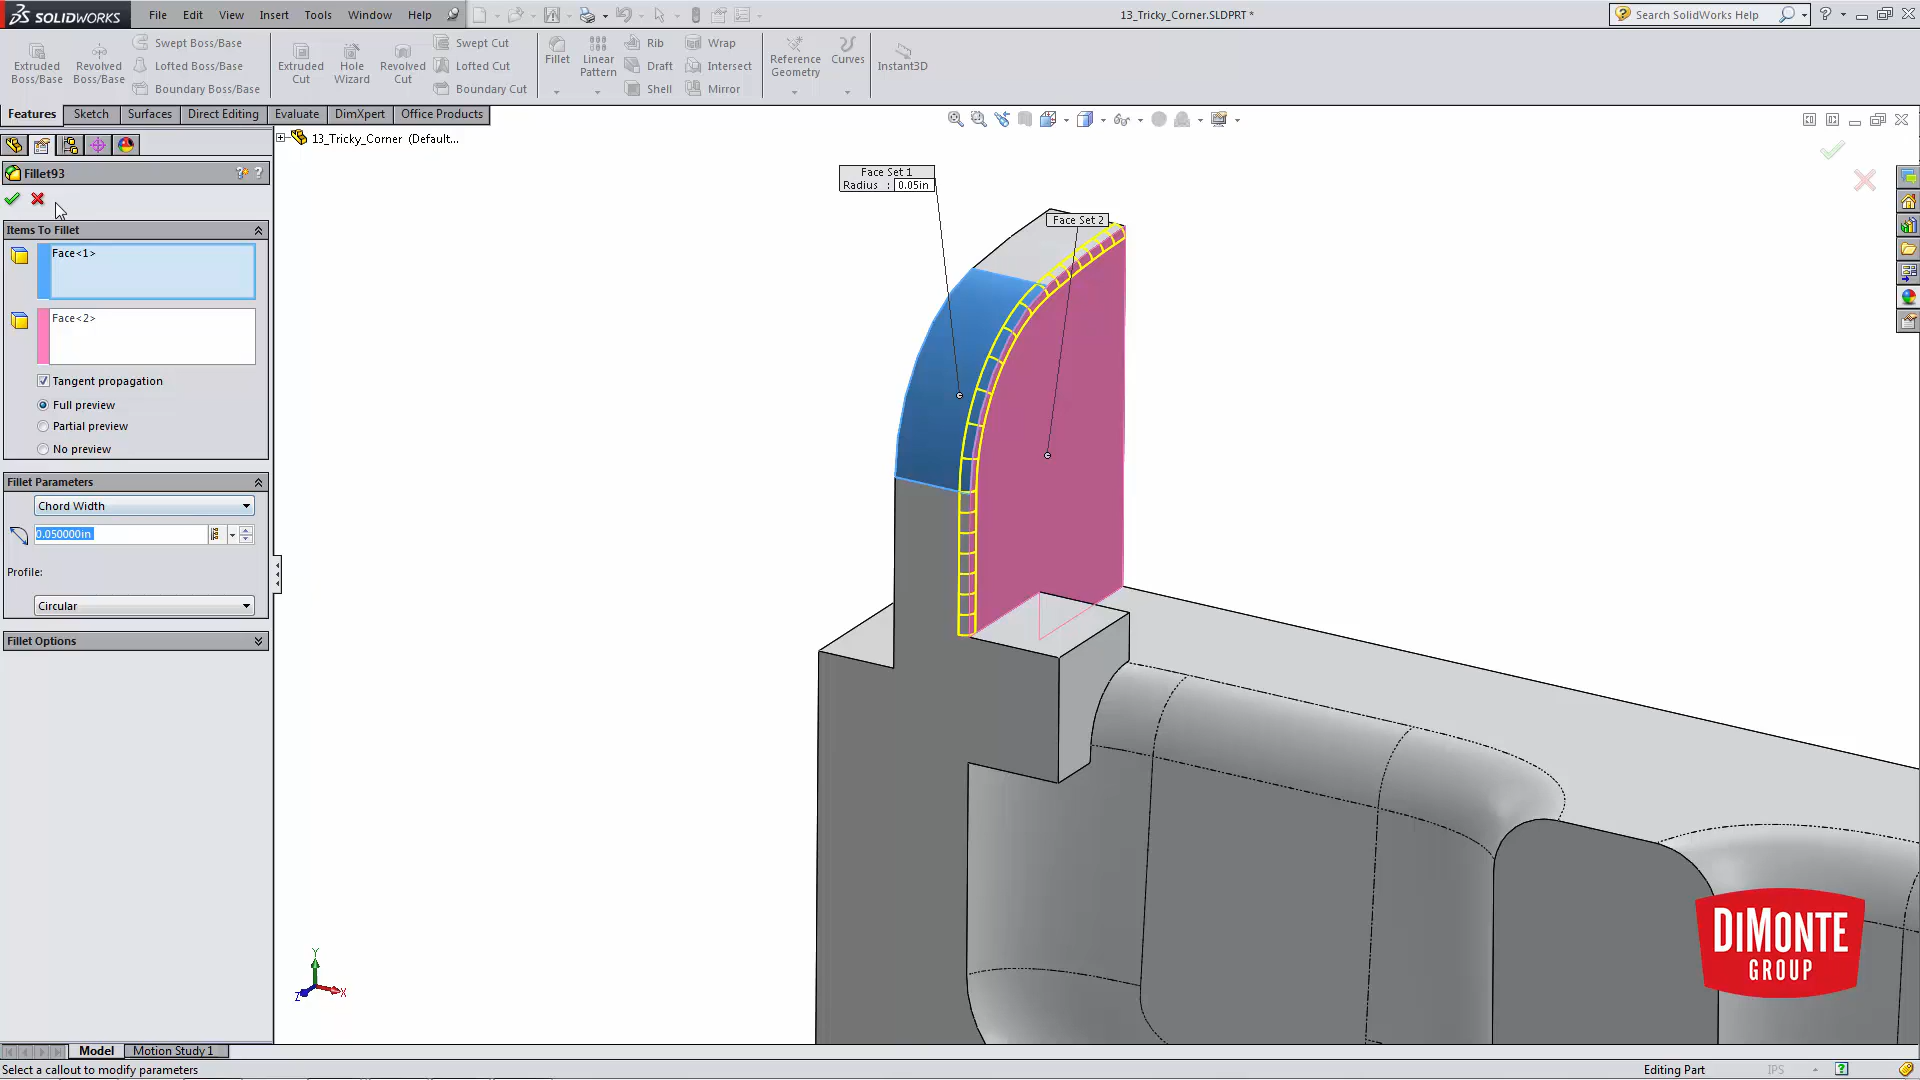 SOLIDWORKS
File Edit View Insert Tools Window Help
13_Tricky_Corner.SLDPRT *
Search SolidWorks Help
Extruded Boss/Base
Revolved Boss/Base
Swept Boss/Base
Lofted Boss/Base
Boundary Boss/Base
Extruded Cut
Hole Wizard
Revolved Cut
Swept Cut
Lofted Cut
Boundary Cut
Fillet
Linear Pattern
Rib
Draft
Shell
Wrap
Intersect
Mirror
Reference Geometry
Curves
Instant3D
Features Sketch Surfaces Direct Editing Evaluate DimXpert Office Products
13_Tricky_Corner (Default...
Fillet93
Items To Fillet
Face<1>
Face<2>
Tangent propagation
Full preview
Partial preview
No preview
Fillet Parameters
Chord Width
0.050000in
Profile:
Circular
Fillet Options
Face Set 1
Radius : 0.05in
Face Set 2
Y
Z
X
DIMONTE
GROUP
Model Motion Study 1
Select a callout to modify parameters
Editing Part
IPS